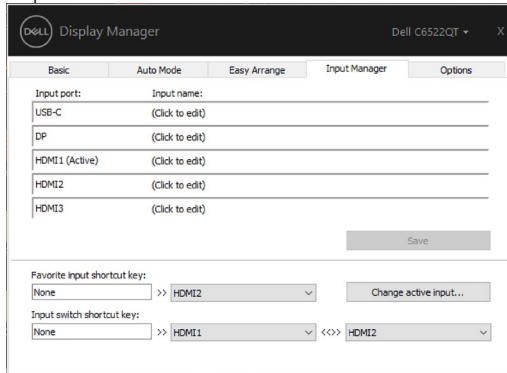 DELL Display Manager Dell C6522QT X
Basic Auto Mode Easy Arrange Input Manager Options
Input port: Input name:
USB-C (Click to edit)
DP (Click to edit)
HDMI1 (Active) (Click to edit)
HDMI2 (Click to edit)
HDMI3 (Click to edit)
Save
Favorite input shortcut key:
None >> HDMI2 Change active input...
Input switch shortcut key:
None >> HDMI1 <<>> HDMI2